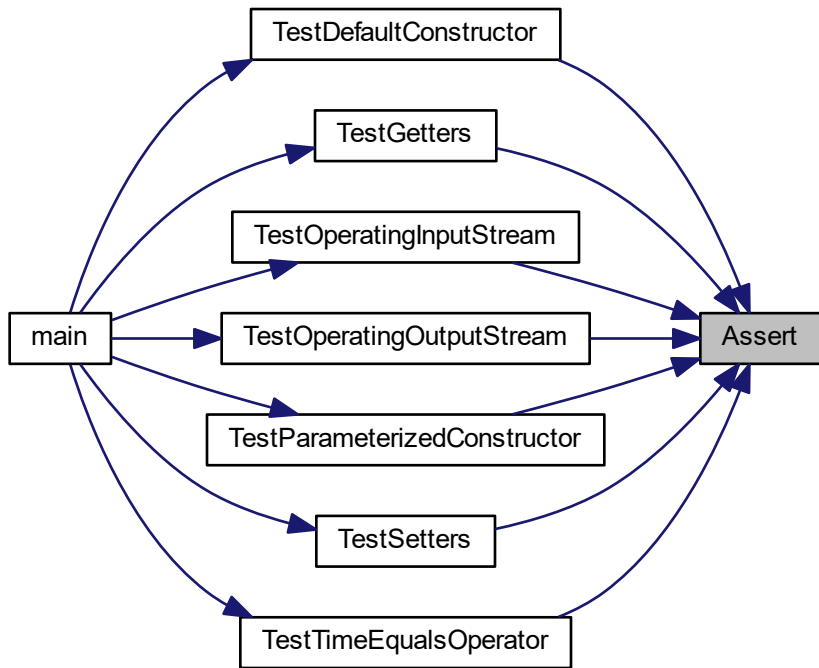 TestDefaultConstructor
TestGetters
TestOperatingInputStream
main
TestOperatingOutputStream
Assert
TestParameterizedConstructor
TestSetters
TestTimeEqualsOperator